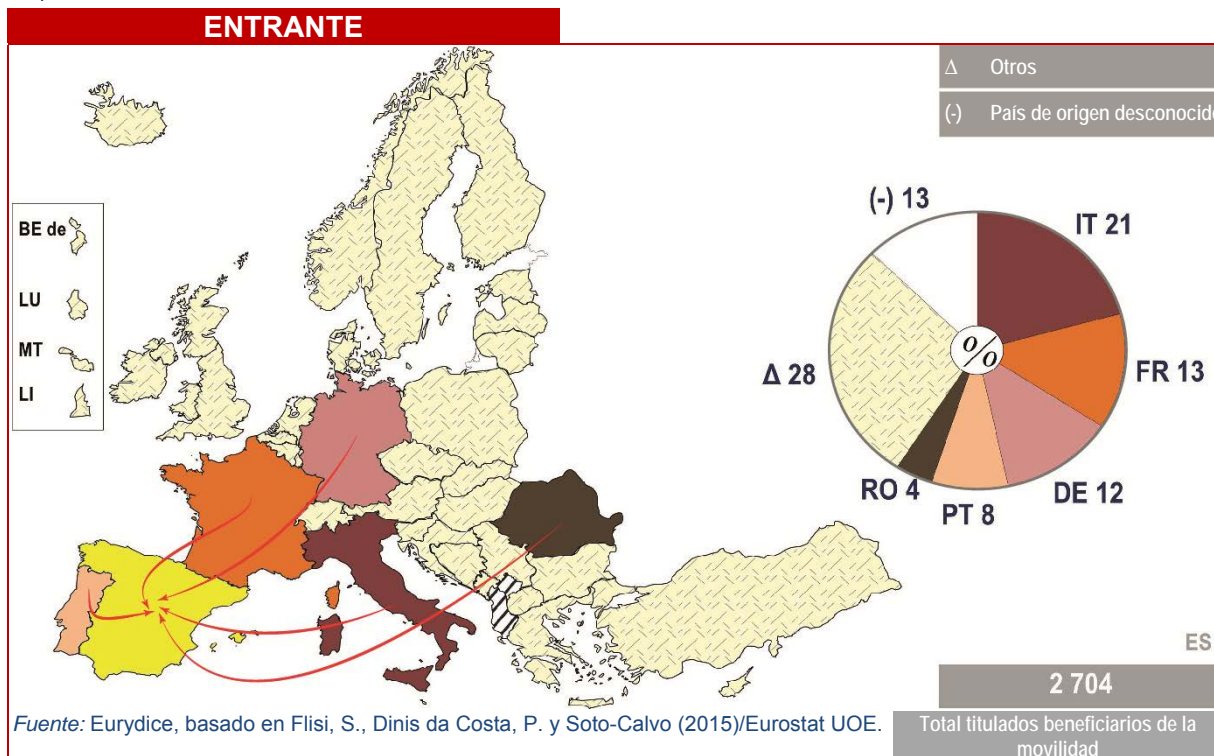 ENTRANTE
Δ Otros
(-) País de origen desconocido
BE de
LU
MT
LI
(-) 13
IT 21
FR 13
DE 12
PT 8
RO 4
Δ 28
%
ES
2 704
Total titulados beneficiarios de la
movilidad
Fuente: Eurydice, basado en Flisi, S., Dinis da Costa, P. y Soto-Calvo (2015)/Eurostat UOE.